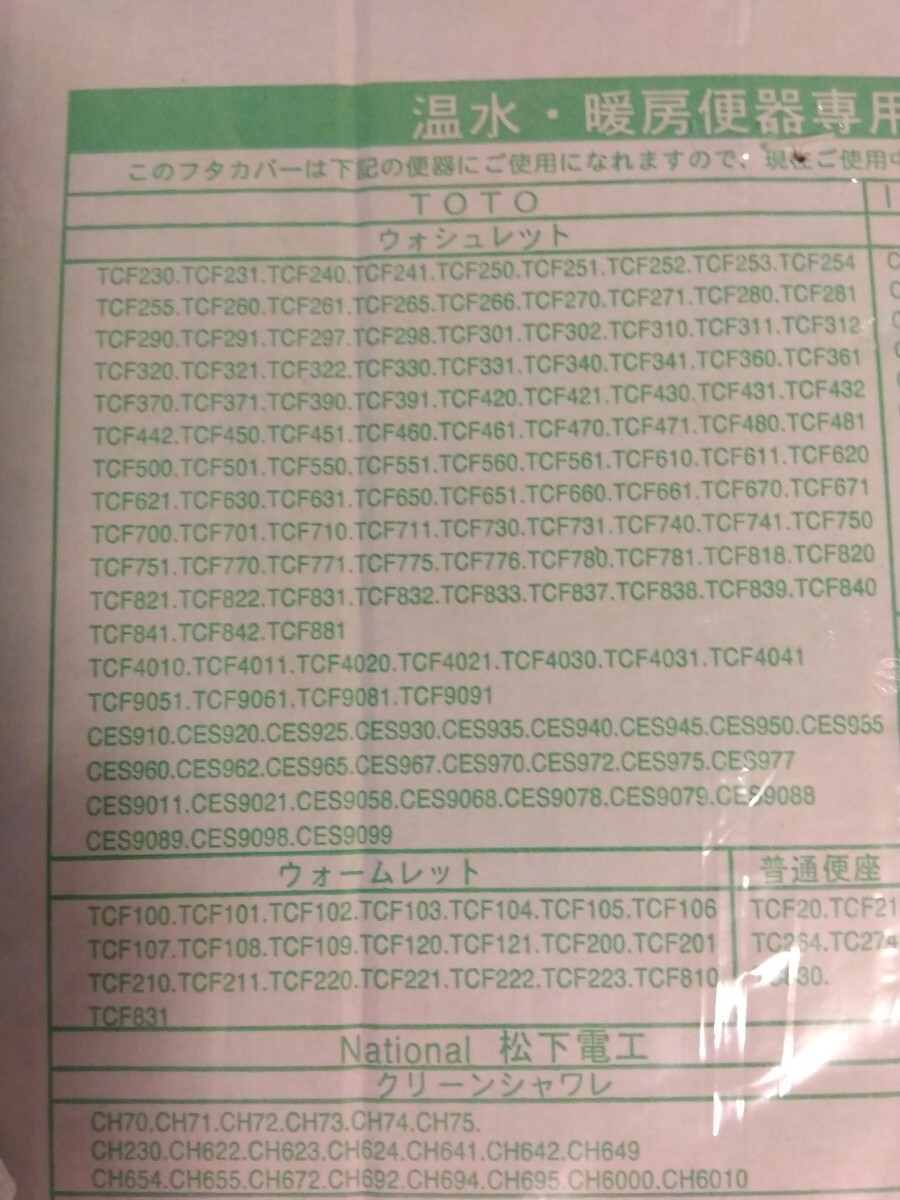 温水・暖房便器専用
このフタカバーは下記の便器にご使用になれますので、現在ご使用中
TOTO
ウォシュレット
TCF230.TCF231.TCF240.TCF241.TCF250.TCF251.TCF252.TCF253.TCF254
TCF255.TCF260.TCF261.TCF265.TCF266.TCF270.TCF271.TCF280.TCF281
TCF290.TCF291.TCF297.TCF298.TCF301.TCF302.TCF310.TCF311.TCF312
TCF320.TCF321.TCF322.TCF330.TCF331.TCF340.TCF341.TCF360.TCF361
TCF370.TCF371.TCF390.TCF391.TCF420.TCF421.TCF430.TCF431.TCF432
TCF442.TCF450.TCF451.TCF460.TCF461.TCF470.TCF471.TCF480.TCF481
TCF500.TCF501.TCF550.TCF551.TCF560.TCF561.TCF610.TCF611.TCF620
TCF621.TCF630.TCF631.TCF650.TCF651.TCF660.TCF661.TCF670.TCF671
TCF700.TCF701.TCF710.TCF711.TCF730.TCF731.TCF740.TCF741.TCF750
TCF751.TCF770.TCF771.TCF775.TCF776.TCF780.TCF781.TCF818.TCF820
TCF821.TCF822.TCF831.TCF832.TCF833.TCF837.TCF838.TCF839.TCF840
TCF841.TCF842.TCF881
TCF4010.TCF4011.TCF4020.TCF4021.TCF4030.TCF4031.TCF4041
TCF9051.TCF9061.TCF9081.TCF9091
CES910.CES920.CES925.CES930.CES935.CES940.CES945.CES950.CES955
CES960.CES962.CES965.CES967.CES970.CES972.CES975.CES977
CES9011.CES9021.CES9058.CES9068.CES9078.CES9079.CES9088
CES9089.CES9098.CES9099
ウォームレット
TCF100.TCF101.TCF102.TCF103.TCF104.TCF105.TCF106
TCF107.TCF108.TCF109.TCF120.TCF121.TCF200.TCF201
TCF210.TCF211.TCF220.TCF221.TCF222.TCF223.TCF810
TCF831
普通便座
TCF20.TCF21
TC264.TC274
National 松下電工
クリーンシャワレ
CH70.CH71.CH72.CH73.CH74.CH75.
CH230.CH622.CH623.CH624.CH641.CH642.CH649
CH654.CH655.CH672.CH692.CH694.CH695.CH6000.CH6010